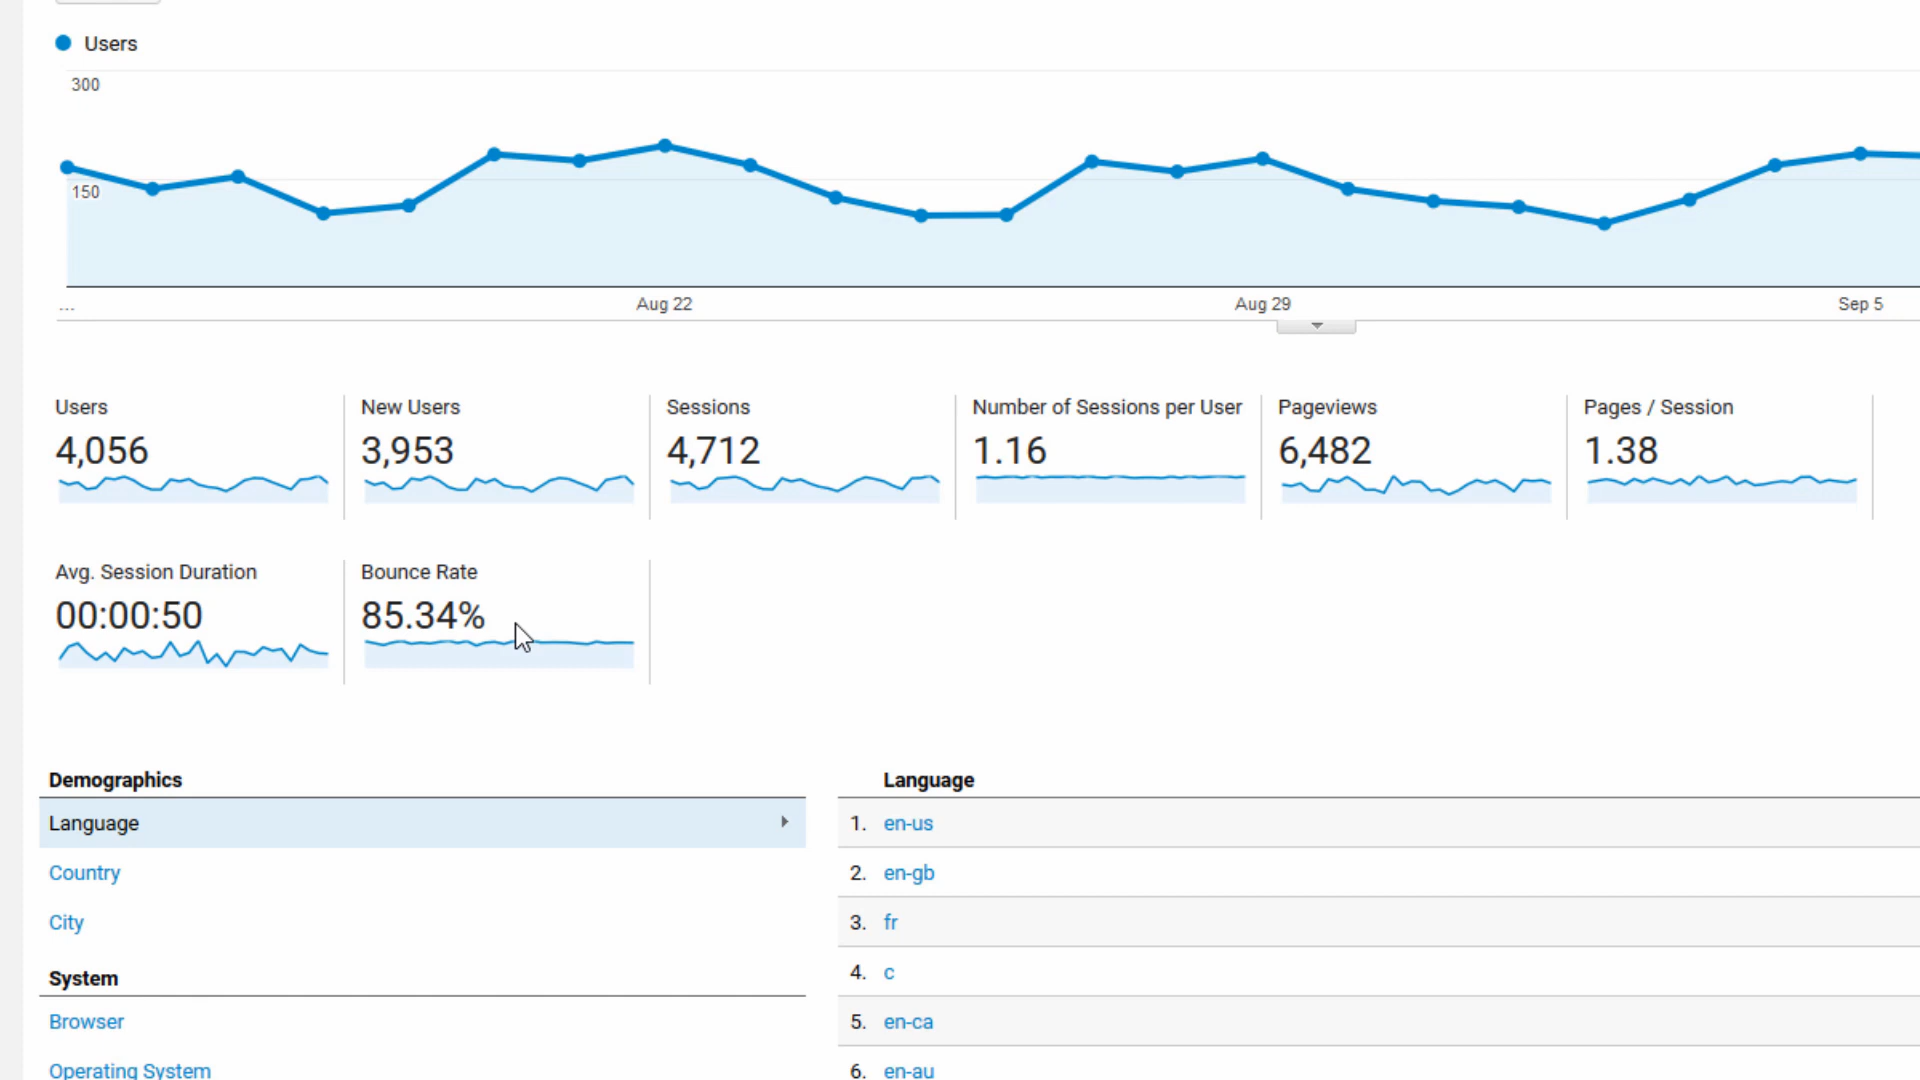 Users
300
150
... Aug 22 Aug 29 Sep 5
Users New Users Sessions Number of Sessions per User Pageviews Pages / Session
4,056 3,953 4,712 1.16 6,482 1.38
Avg. Session Duration Bounce Rate
00:00:50 85.34%
Demographics Language
Language 1. en-us
Country 2. en-gb
City 3. fr
4. c
System
Browser 5. en-ca
Operating System 6. en-au